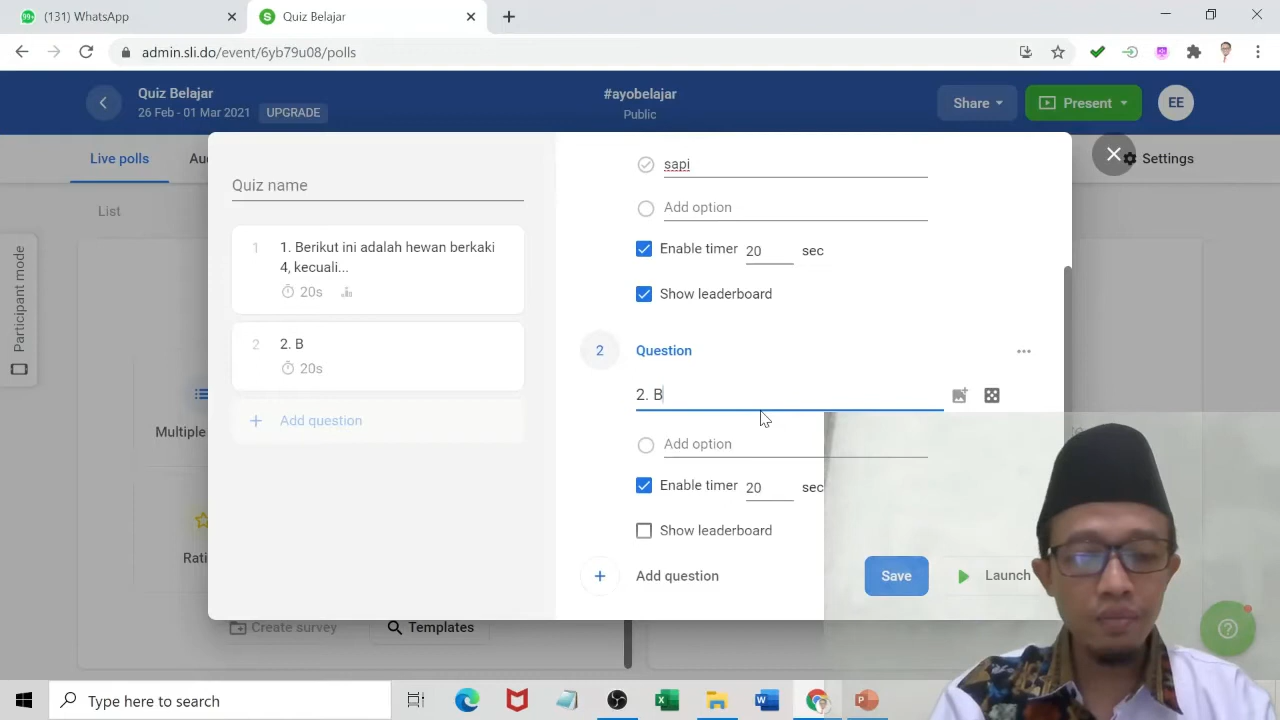 (131) WhatsApp
Quiz Belajar
admin.sli.do/event/6yb79u08/polls
Quiz Belajar
26 Feb - 01 Mar 2021
UPGRADE
#ayobelajar
Public
Share
Present
EE
Live polls
Au
Settings
List
Participant mode
Multiple
Rati
Create survey
Templates
Quiz name
1
1. Berikut ini adalah hewan berkaki
4, kecuali...
20s
2
2. B
20s
Add question
sapi
Add option
Enable timer 20 sec
Show leaderboard
2
Question
2. B
Add option
Enable timer 20 sec
Show leaderboard
Add question
Save
Launch
Type here to search